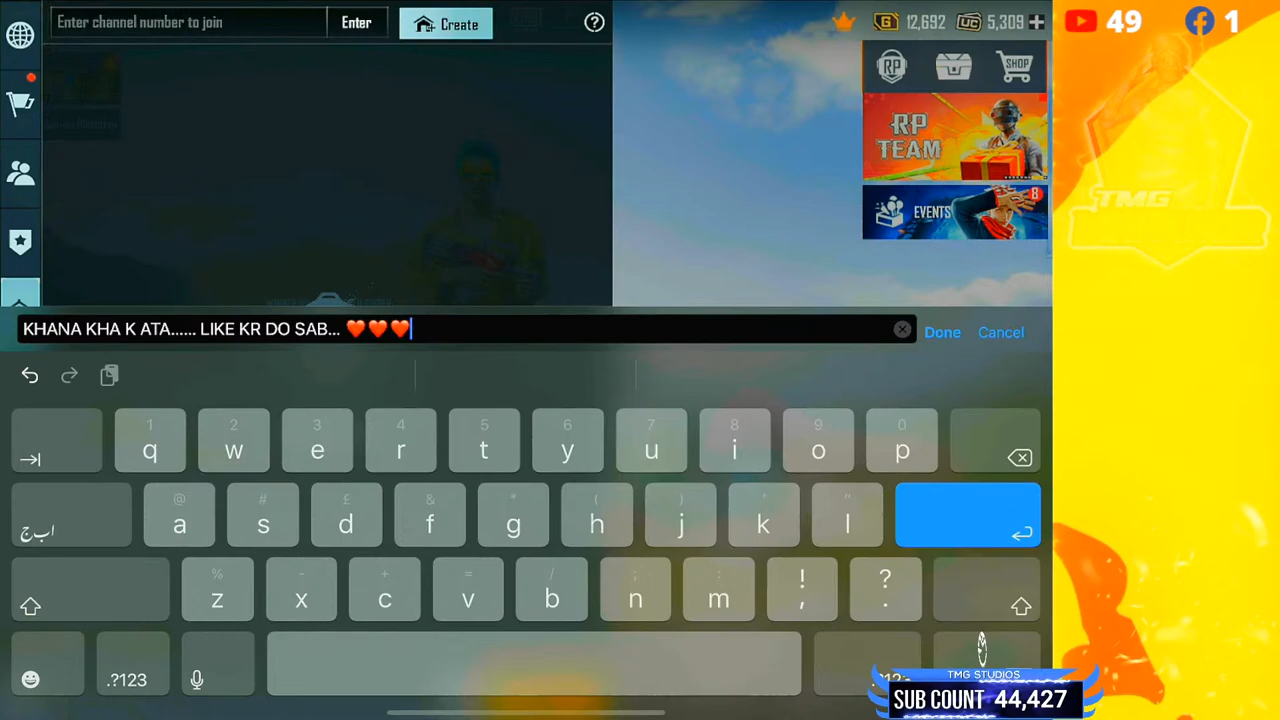 Enter channel number to join
Enter
Create
?
12,692
UC 5,309 +
49
1
RP
SHOP
RP
TEAM
EVENTS
8
TMG
KHANA KHA K ATA...... LIKE KR DO SAB... ❤️❤️❤️
Done
Cancel
1 2 3 4 5 6 7 8 9 0
q w e r t y u i o p
@ # £ & * ( ) ' "
ا ب ج
a s d f g h j k l
% - + = / ; : ! ?
z x c v b n m , .
.?123
TMG STUDIOS
SUB COUNT 44,427